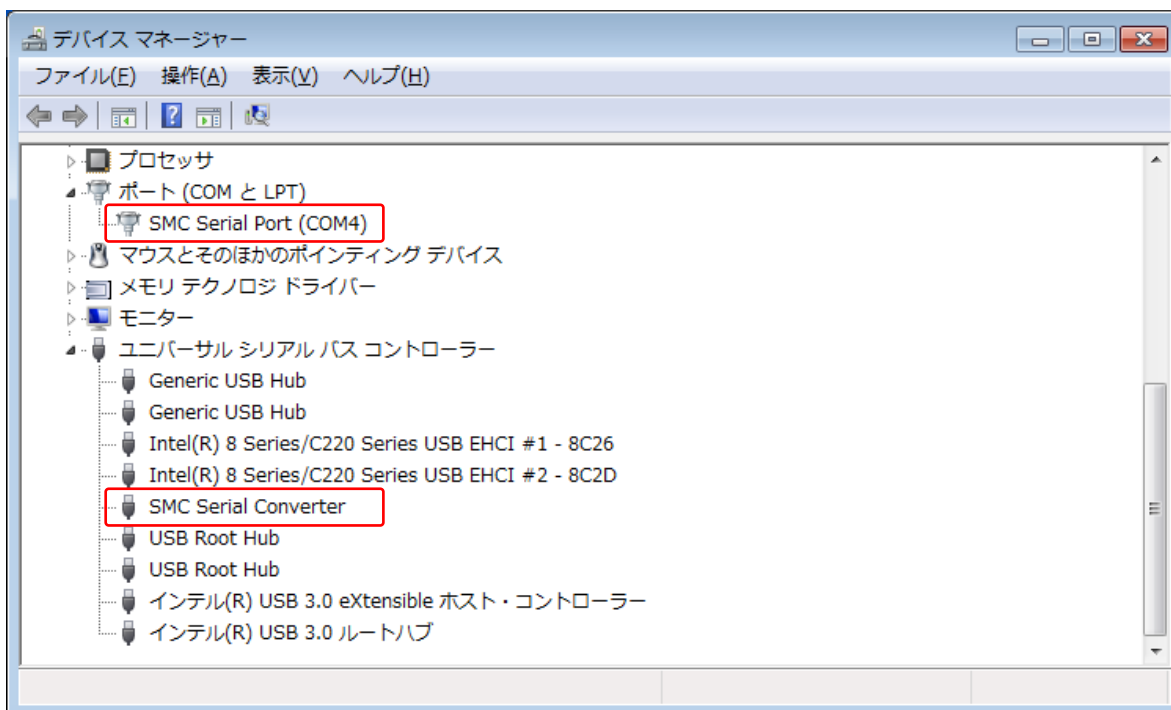 デバイス マネージャー
ファイル(F) 操作(A) 表示(V) ヘルプ(H)
プロセッサ
ポート (COM と LPT)
SMC Serial Port (COM4)
マウスとそのほかのポインティング デバイス
メモリ テクノロジ ドライバー
モニター
ユニバーサル シリアル バス コントローラー
Generic USB Hub
Generic USB Hub
Intel(R) 8 Series/C220 Series USB EHCI #1 - 8C26
Intel(R) 8 Series/C220 Series USB EHCI #2 - 8C2D
SMC Serial Converter
USB Root Hub
USB Root Hub
インテル(R) USB 3.0 eXtensible ホスト・コントローラー
インテル(R) USB 3.0 ルートハブ